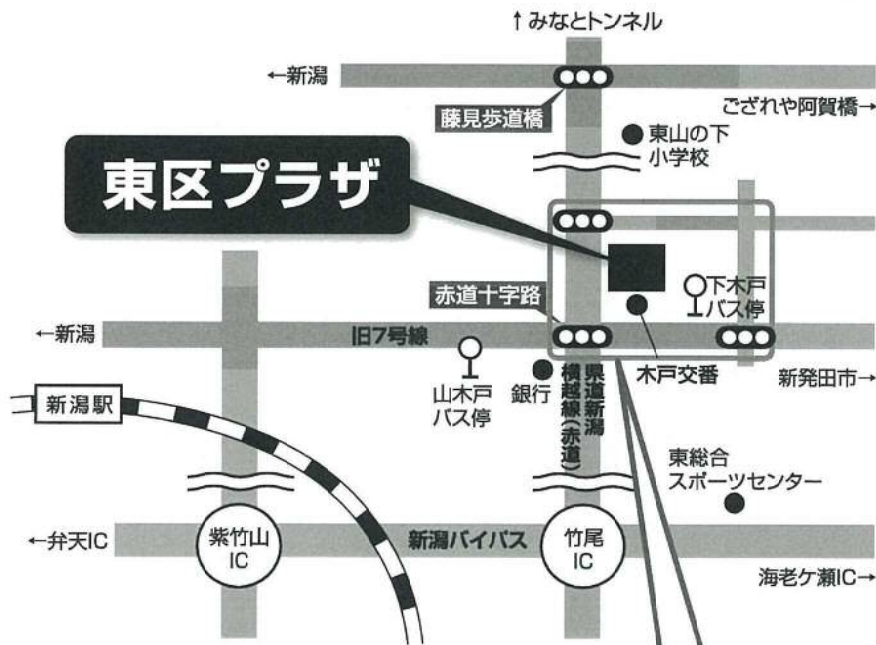 ↑みなとトンネル
←新潟
ござれや阿賀橋→
藤見歩道橋
東山の下
小学校
東区プラザ
赤道十字路
下木戸
バス停
←新潟
旧7号線
山木戸
バス停
銀行
県道新潟
横越線(赤道)
木戸交番
新発田市→
新潟駅
東総合
スポーツセンター
←弁天IC
紫竹山
IC
新潟バイパス
竹尾
IC
海老ケ瀬IC→